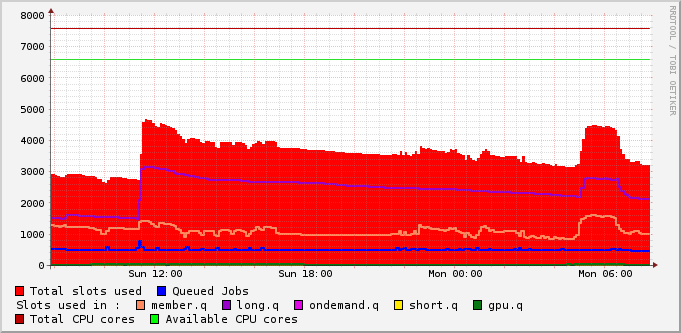 8000
7000
6000
5000
4000
3000
2000
1000
0
Sun 12:00 Sun 18:00 Mon 00:00 Mon 06:00
RRDTOOL / TOBI OETIKER
Total slots used Queued Jobs
Slots used in : member.q long.q ondemand.q short.q gpu.q
Total CPU cores Available CPU cores